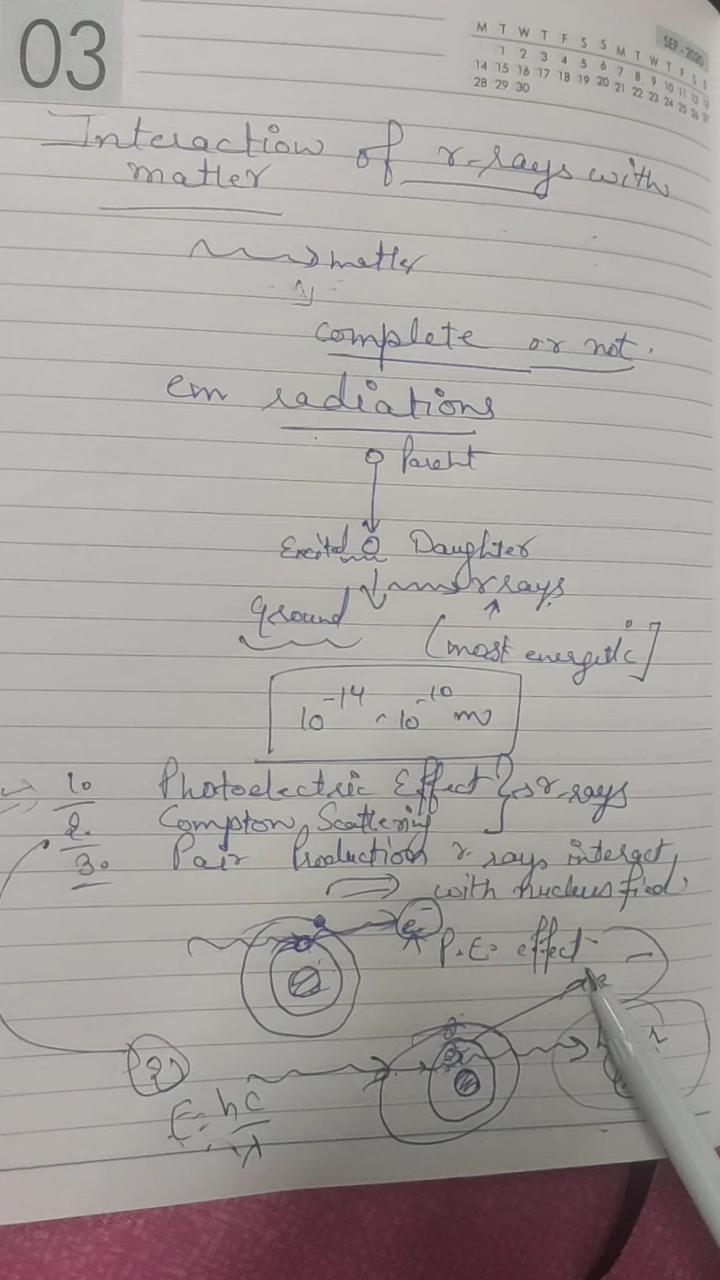 03
SEP - 2020
M T W T F S S M T W T F S S
1 2 3 4 5 6 7 8 9 10 11 12 13
14 15 16 17 18 19 20 21 22 23 24 25 26 27
28 29 30
Interaction of r-rays with
matter
matter
complete or not.
em radiations
Parent
Excited Daughter
r rays
Ground
[most energetic]
10⁻¹⁴ - 10⁻¹⁰ m
1. Photoelectric Effect } r-rays
2. Compton Scattering
3. Pair Production r rays interact
with nucleus field
e⁻
P.E. effect
E = hc
λ